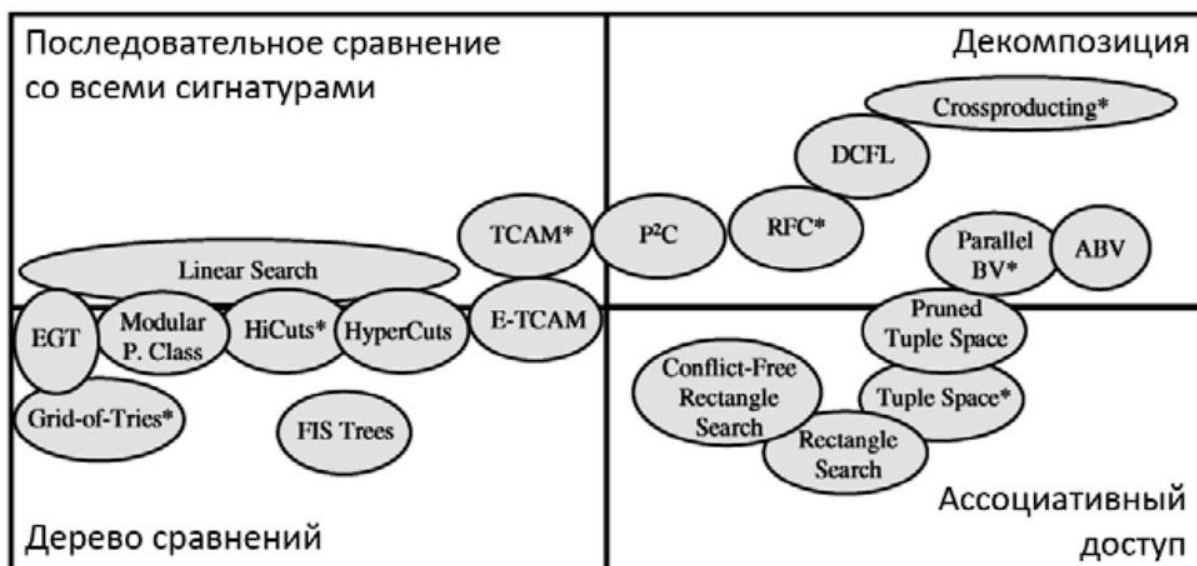 Последовательное сравнение
со всеми сигнатурами
Декомпозиция
Crossproducting*
DCFL
TCAM*
P²C
RFC*
Parallel
BV*
ABV
Linear Search
EGT
Modular
P. Class
HiCuts*
HyperCuts
E-TCAM
Pruned
Tuple Space
Conflict-Free
Rectangle
Search
Tuple Space*
Grid-of-Tries*
FIS Trees
Rectangle
Search
Дерево сравнений
Ассоциативный
доступ